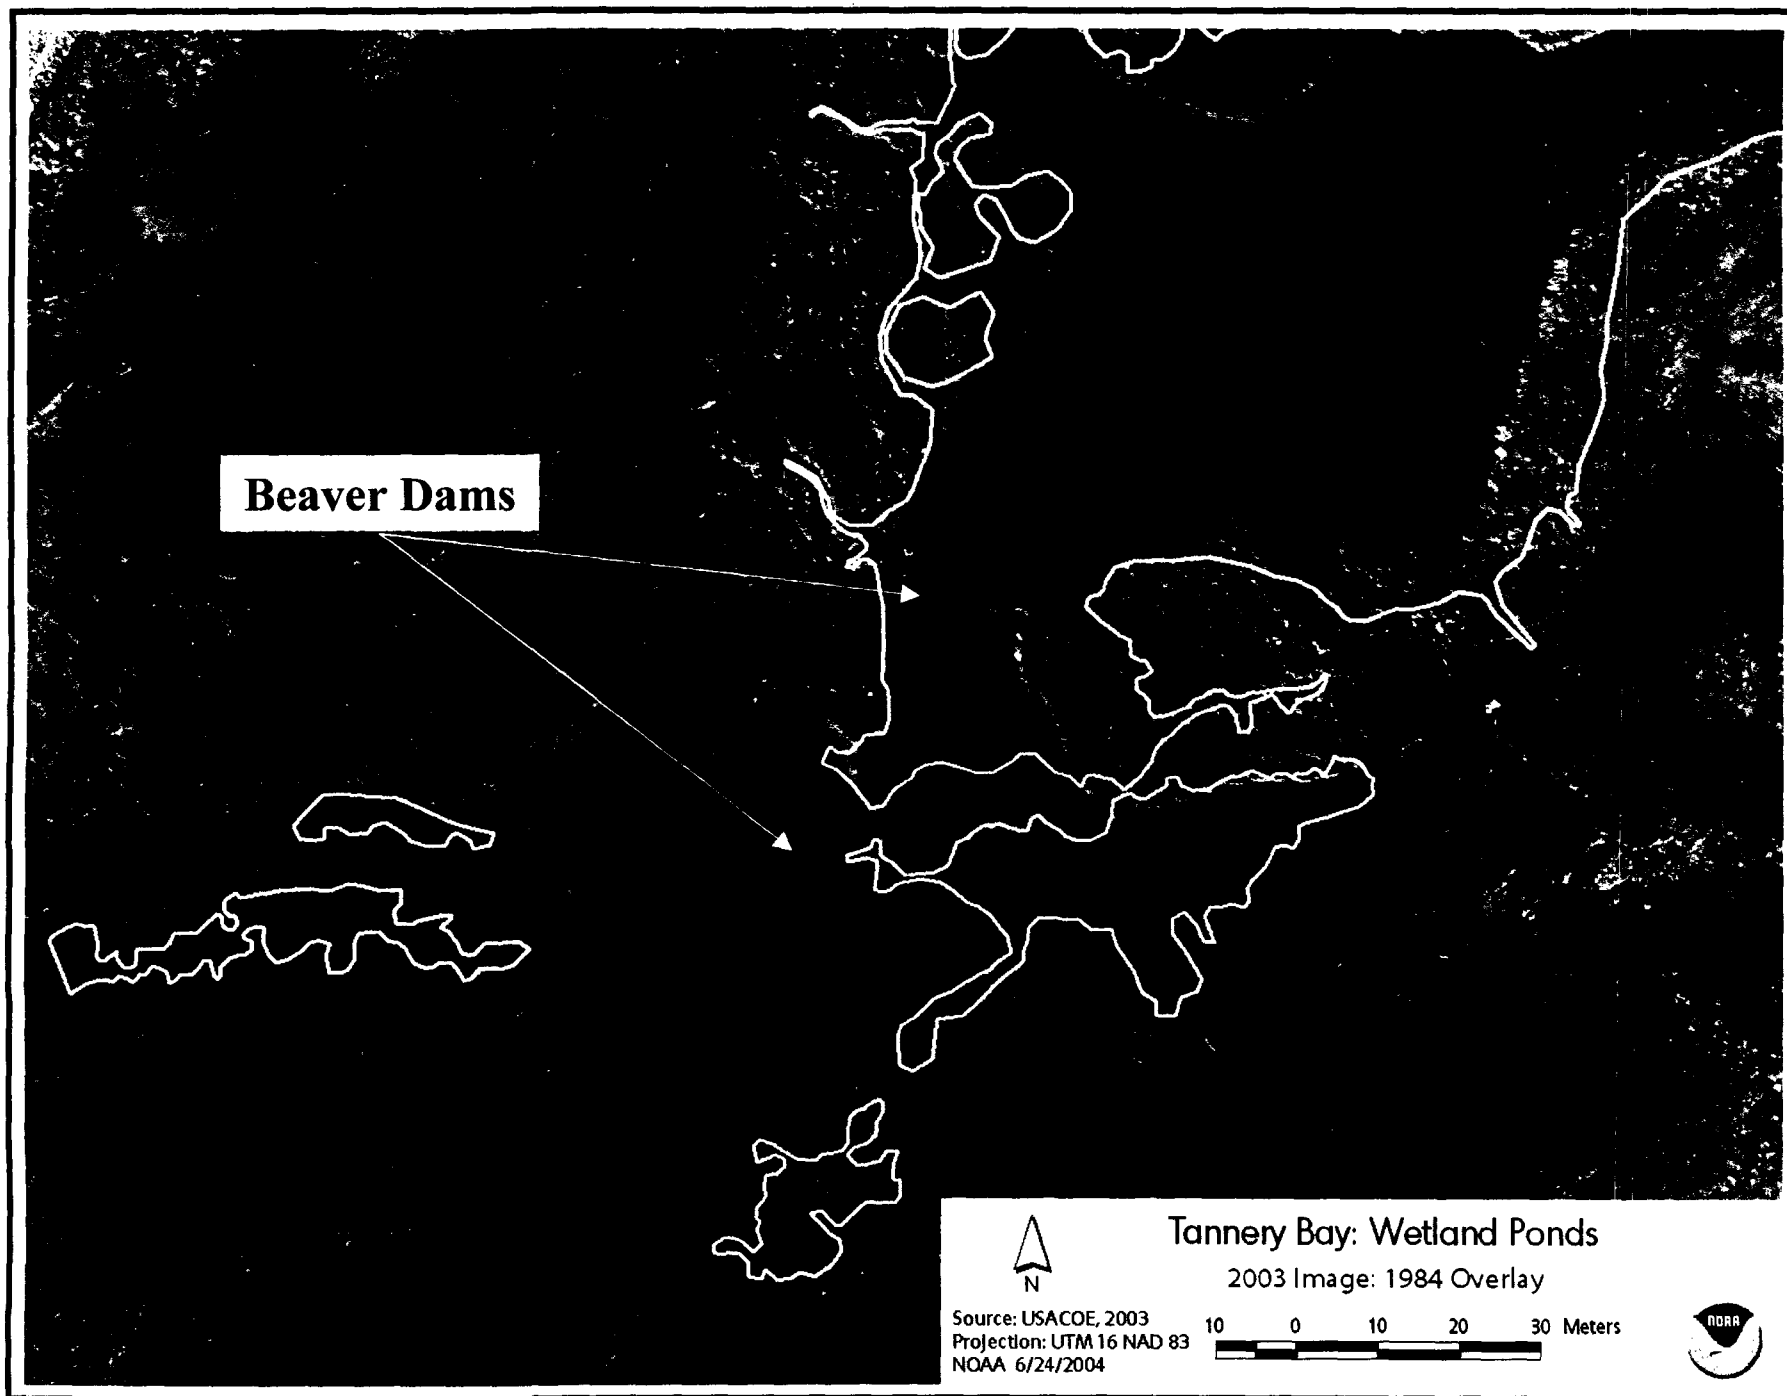 Beaver Dams
Tannery Bay: Wetland Ponds
2003 Image: 1984 Overlay
N
Source: USACOE, 2003
Projection: UTM 16 NAD 83
NOAA 6/24/2004
10 0 10 20 30 Meters
NOAA